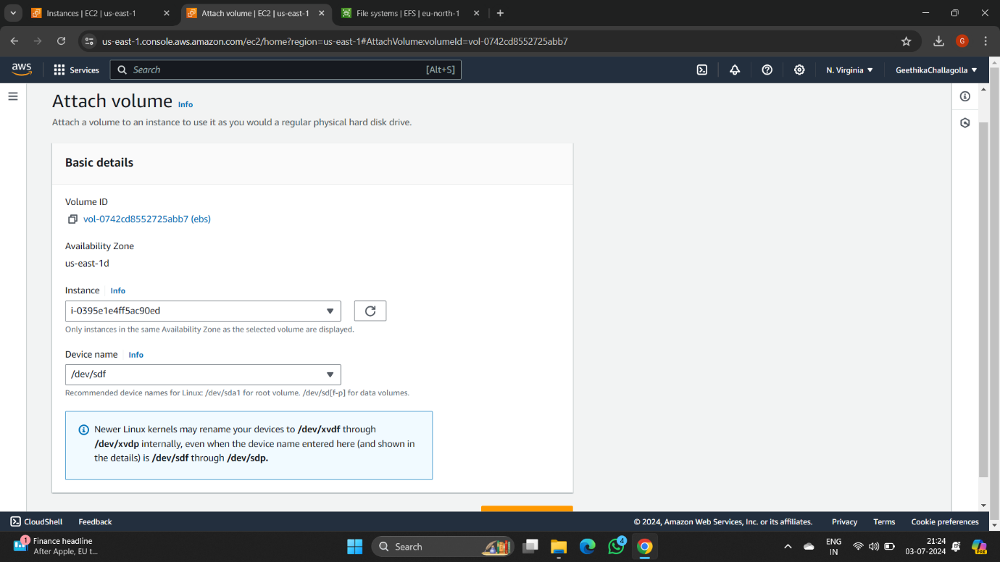 Instances | EC2 | us-east-1
Attach volume | EC2 | us-east-1
File systems | EFS | eu-north-1
us-east-1.console.aws.amazon.com/ec2/home?region=us-east-1#AttachVolume:volumeId=vol-0742cd8552725abb7
G
aws
Services
Search
[Alt+S]
N. Virginia
GeethikaChallagolla
Attach volume Info
Attach a volume to an instance to use it as you would a regular physical hard disk drive.
Basic details
Volume ID
vol-0742cd8552725abb7 (ebs)
Availability Zone
us-east-1d
Instance Info
i-0395e1e4ff5ac90ed
Only instances in the same Availability Zone as the selected volume are displayed.
Device name Info
/dev/sdf
Recommended device names for Linux: /dev/sda1 for root volume. /dev/sd[f-p] for data volumes.
Newer Linux kernels may rename your devices to /dev/xvdf through
/dev/xvdp internally, even when the device name entered here (and shown in
the details) is /dev/sdf through /dev/sdp.
CloudShell
Feedback
© 2024, Amazon Web Services, Inc. or its affiliates.
Privacy
Terms
Cookie preferences
1
Finance headline
After Apple, EU t...
Search
4
ENG
IN
21:24
03-07-2024
PRE